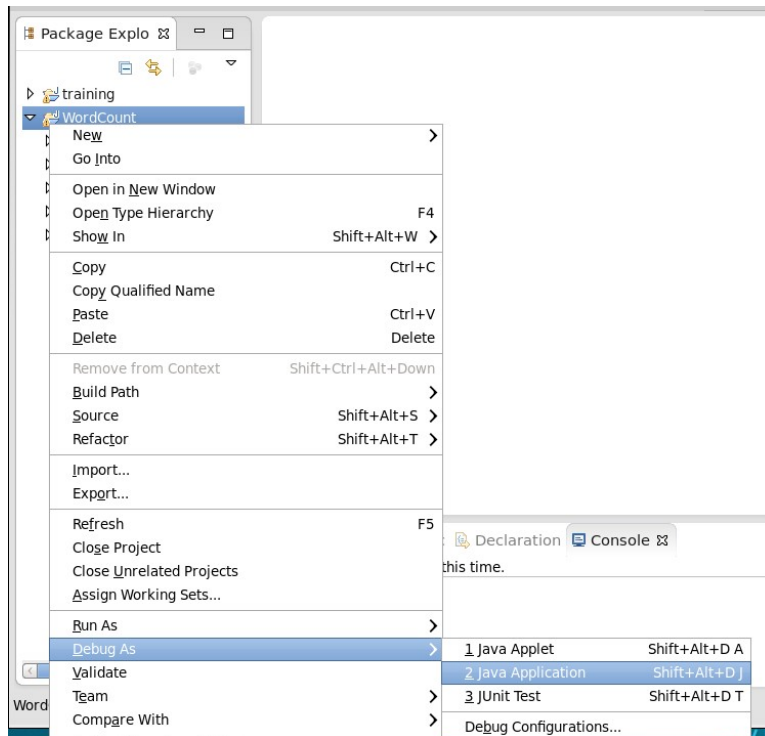 Package Explo
training
WordCount
New
Go Into
Open in New Window
Open Type Hierarchy F4
Show In Shift+Alt+W
Copy Ctrl+C
Copy Qualified Name
Paste Ctrl+V
Delete Delete
Remove from Context Shift+Ctrl+Alt+Down
Build Path
Source Shift+Alt+S
Refactor Shift+Alt+T
Import...
Export...
Refresh F5
Close Project
Close Unrelated Projects
Assign Working Sets...
Run As
Debug As
Validate
Team
Compare With
Declaration Console
this time.
1 Java Applet Shift+Alt+D A
2 Java Application Shift+Alt+D J
3 JUnit Test Shift+Alt+D T
Debug Configurations...
Word